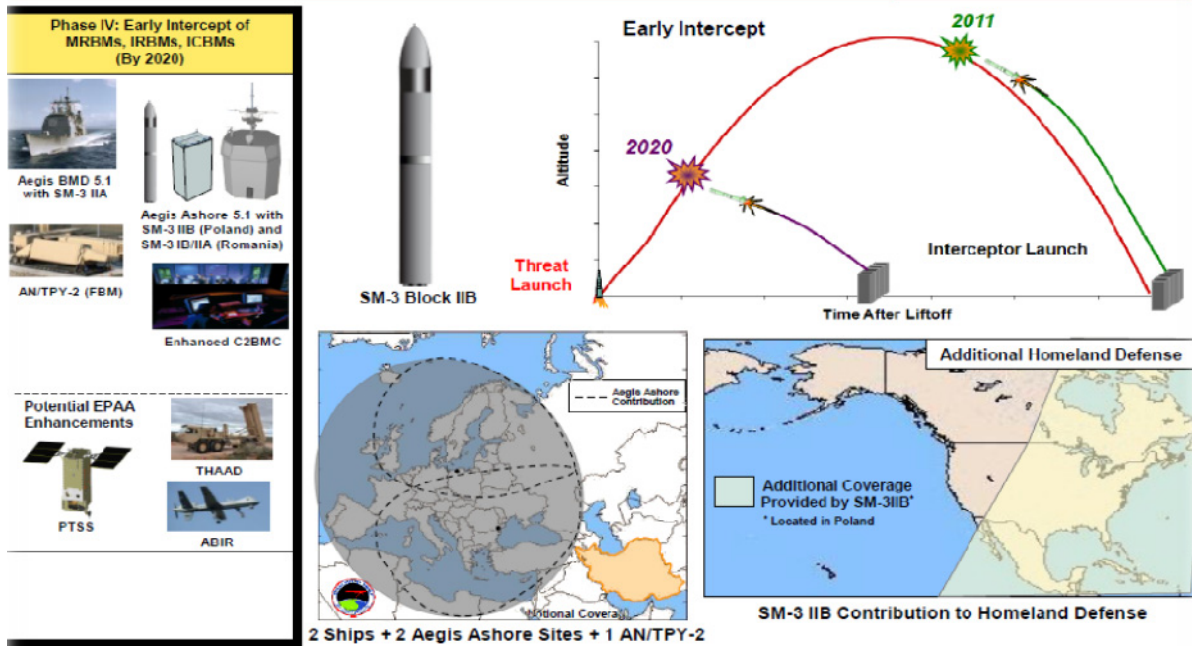 Phase IV: Early Intercept of
MRBMs, IRBMs, ICBMs
(By 2020)
Aegis BMD 5.1
with SM-3 IIA
Aegis Ashore 5.1 with
SM-3 IIB (Poland) and
SM-3 IB/IIA (Romania)
AN/TPY-2 (FBM)
Enhanced C2BMC
Potential EPAA
Enhancements
THAAD
PTSS
ABIR
SM-3 Block IIB
Early Intercept
2011
2020
Altitude
Threat
Launch
Interceptor Launch
Time After Liftoff
Aegis Ashore
Contribution
2 Ships + 2 Aegis Ashore Sites + 1 AN/TPY-2
Additional Homeland Defense
Additional Coverage
Provided by SM-3IIB*
* Located in Poland
SM-3 IIB Contribution to Homeland Defense